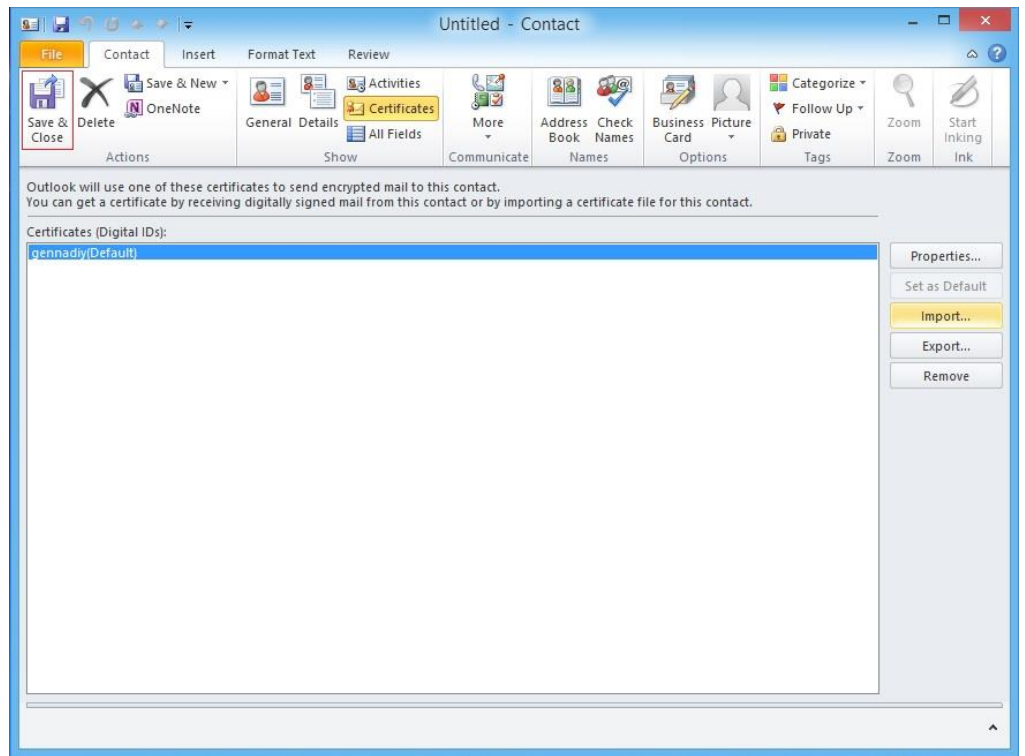 Untitled - Contact
File Contact Insert Format Text Review
Save & Close
Delete
Save & New
OneNote
Actions
General
Details
Activities
Certificates
All Fields
Show
More
Communicate
Address Book
Check Names
Names
Business Card
Picture
Options
Categorize
Follow Up
Private
Tags
Zoom
Zoom
Start Inking
Ink
Outlook will use one of these certificates to send encrypted mail to this contact.
You can get a certificate by receiving digitally signed mail from this contact or by importing a certificate file for this contact.
Certificates (Digital IDs):
gennadiy(Default)
Properties...
Set as Default
Import...
Export...
Remove